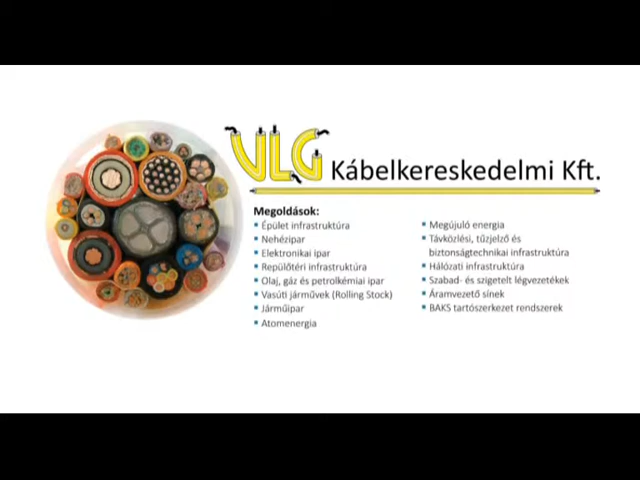 VLG Kábelkereskedelmi Kft.
Megoldások:
Épület infrastruktúra
Nehézipar
Elektronikai ipar
Repülőtéri infrastruktúra
Olaj, gáz és petrolkémiai ipar
Vasúti járművek (Rolling Stock)
Járműipar
Atomenergia
Megújuló energia
Távközlési, tűzjelző és
biztonságtechnikai infrastruktúra
Hálózati infrastruktúra
Szabad- és szigetelt légvezetékek
Áramvezető sínek
BAKS tartószerkezet rendszerek